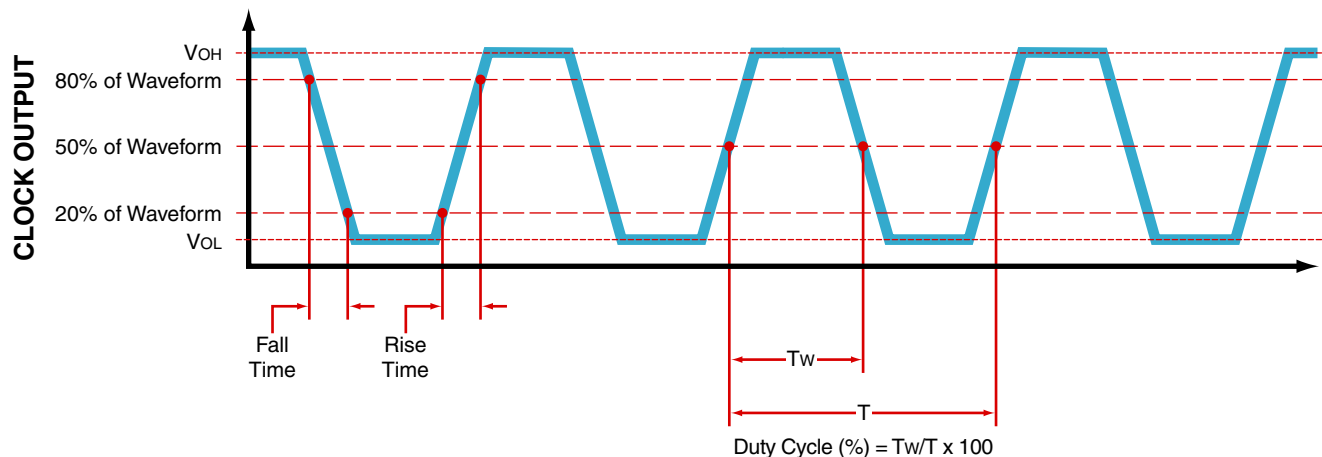 CLOCK OUTPUT
VOH
80% of Waveform
50% of Waveform
20% of Waveform
VOL
Fall
Time
Rise
Time
TW
T
Duty Cycle (%) = TW/T x 100